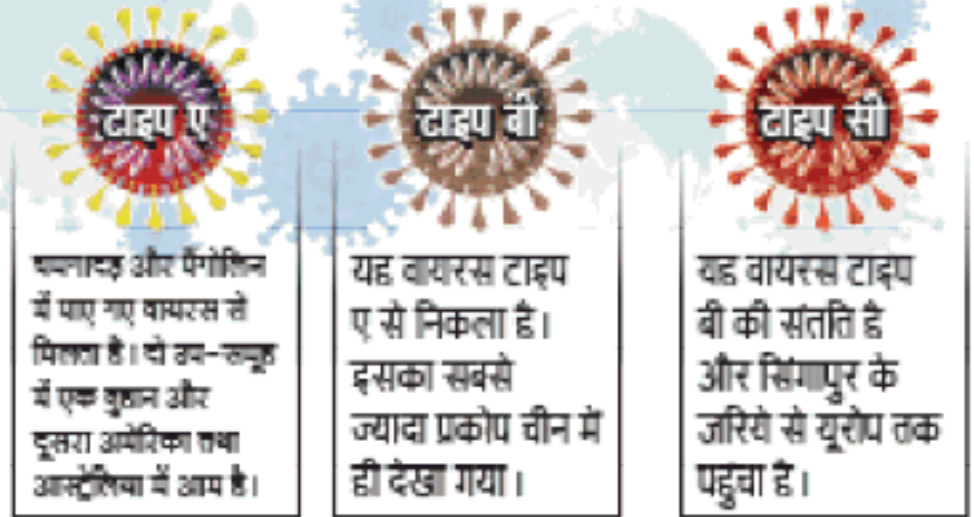 टाइप ए
चमगादड़ और पैंगोलिन
में पाए गए वायरस से
मिलता है। दो उप-समूह
में एक वुहान और
दूसरा अमेरिका तथा
आस्ट्रेलिया में आम है।
टाइप बी
यह वायरस टाइप
ए से निकला है।
इसका सबसे
ज्यादा प्रकोप चीन में
ही देखा गया।
टाइप सी
यह वायरस टाइप
बी की संतति है
और सिंगापुर के
जरिये से यूरोप तक
पहुंचा है।